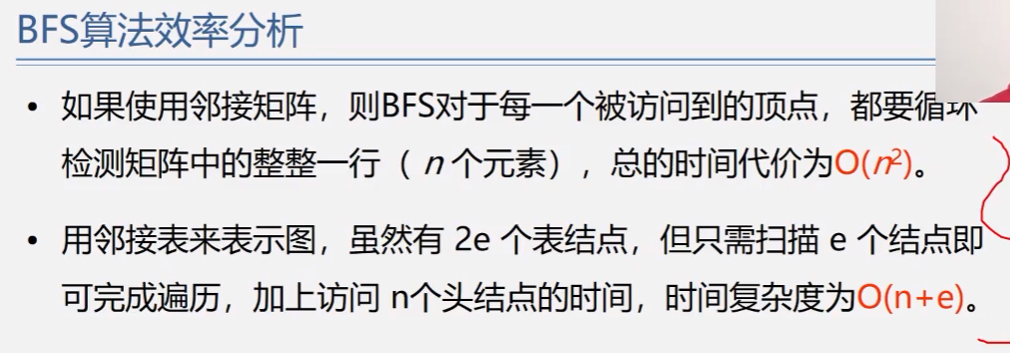 BFS算法效率分析
• 如果使用邻接矩阵，则BFS对于每一个被访问到的顶点，都要循环
检测矩阵中的整整一行（ n 个元素），总的时间代价为O(n²)。
• 用邻接表来表示图，虽然有 2e 个表结点，但只需扫描 e 个结点即
可完成遍历，加上访问 n个头结点的时间，时间复杂度为O(n+e)。